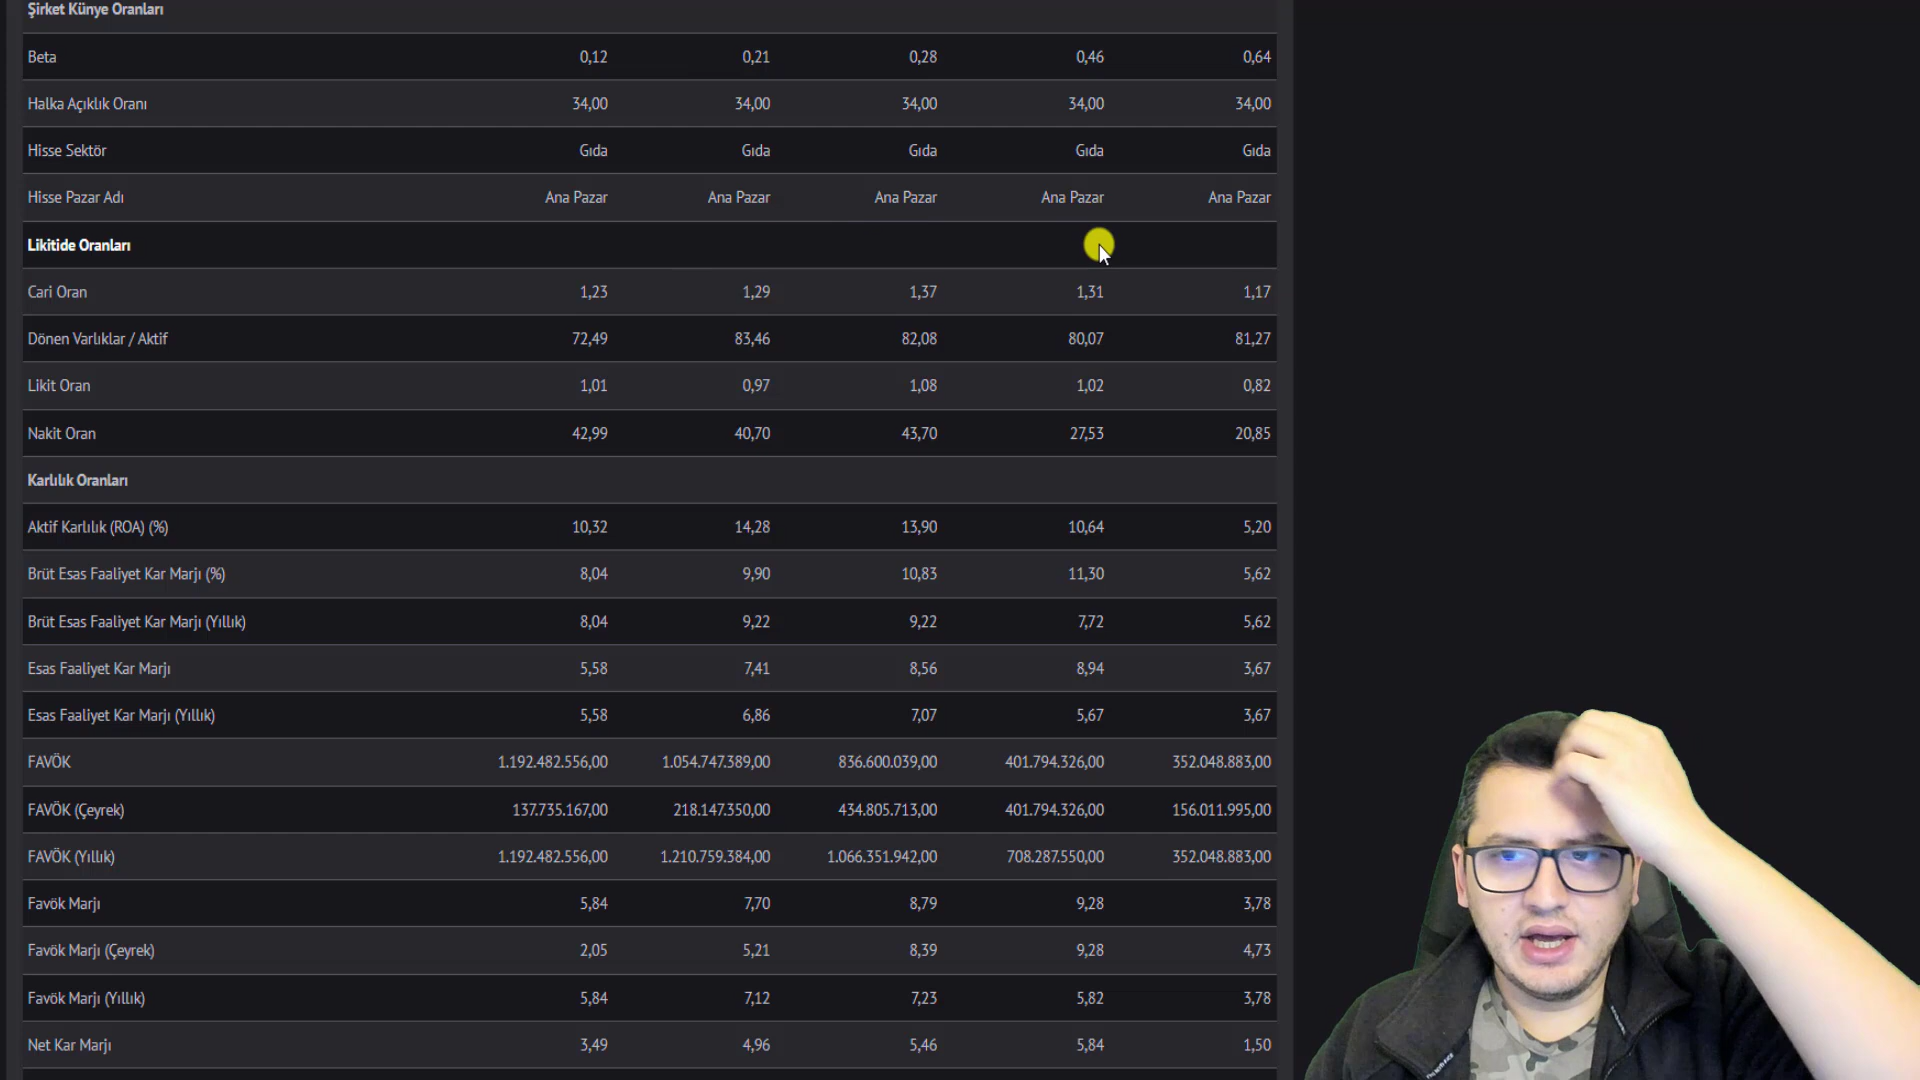 Şirket Künye Oranları
Beta 0,12 0,21 0,28 0,46 0,64
Halka Açıklık Oranı 34,00 34,00 34,00 34,00 34,00
Hisse Sektör Gıda Gıda Gıda Gıda Gıda
Hisse Pazar Adı Ana Pazar Ana Pazar Ana Pazar Ana Pazar Ana Pazar
Likitide Oranları
Cari Oran 1,23 1,29 1,37 1,31 1,17
Dönen Varlıklar / Aktif 72,49 83,46 82,08 80,07 81,27
Likit Oran 1,01 0,97 1,08 1,02 0,82
Nakit Oran 42,99 40,70 43,70 27,53 20,85
Karlılık Oranları
Aktif Karlılık (ROA) (%) 10,32 14,28 13,90 10,64 5,20
Brüt Esas Faaliyet Kar Marjı (%) 8,04 9,90 10,83 11,30 5,62
Brüt Esas Faaliyet Kar Marjı (Yıllık) 8,04 9,22 9,22 7,72 5,62
Esas Faaliyet Kar Marjı 5,58 7,41 8,56 8,94 3,67
Esas Faaliyet Kar Marjı (Yıllık) 5,58 6,86 7,07 5,67 3,67
FAVÖK 1.192.482.556,00 1.054.747.389,00 836.600.039,00 401.794.326,00 352.048.883,00
FAVÖK (Çeyrek) 137.735.167,00 218.147.350,00 434.805.713,00 401.794.326,00 156.011.995,00
FAVÖK (Yıllık) 1.192.482.556,00 1.210.759.384,00 1.066.351.942,00 708.287.550,00 352.048.883,00
Favök Marjı 5,84 7,70 8,79 9,28 3,78
Favök Marjı (Çeyrek) 2,05 5,21 8,39 9,28 4,73
Favök Marjı (Yıllık) 5,84 7,12 7,23 5,82 3,78
Net Kar Marjı 3,49 4,96 5,46 5,84 1,50